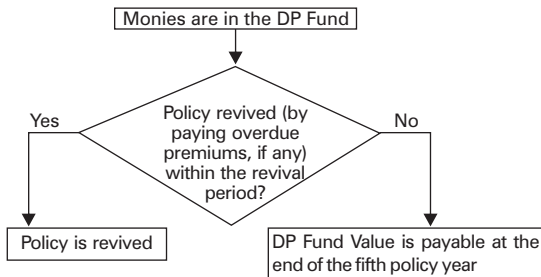 Monies are in the DP Fund
Yes
Policy revived (by
paying overdue
premiums, if any)
within the revival
period?
No
Policy is revived
DP Fund Value is payable at the
end of the fifth policy year